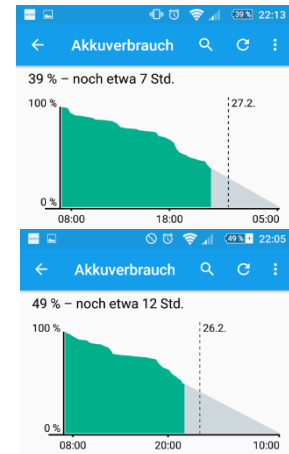 39 % 22:13
Akkuverbrauch
39 % – noch etwa 7 Std.
100 %
27.2.
0 %
08:00 18:00 05:00
49 % 22:05
Akkuverbrauch
49 % – noch etwa 12 Std.
100 %
26.2.
0 %
08:00 20:00 10:00